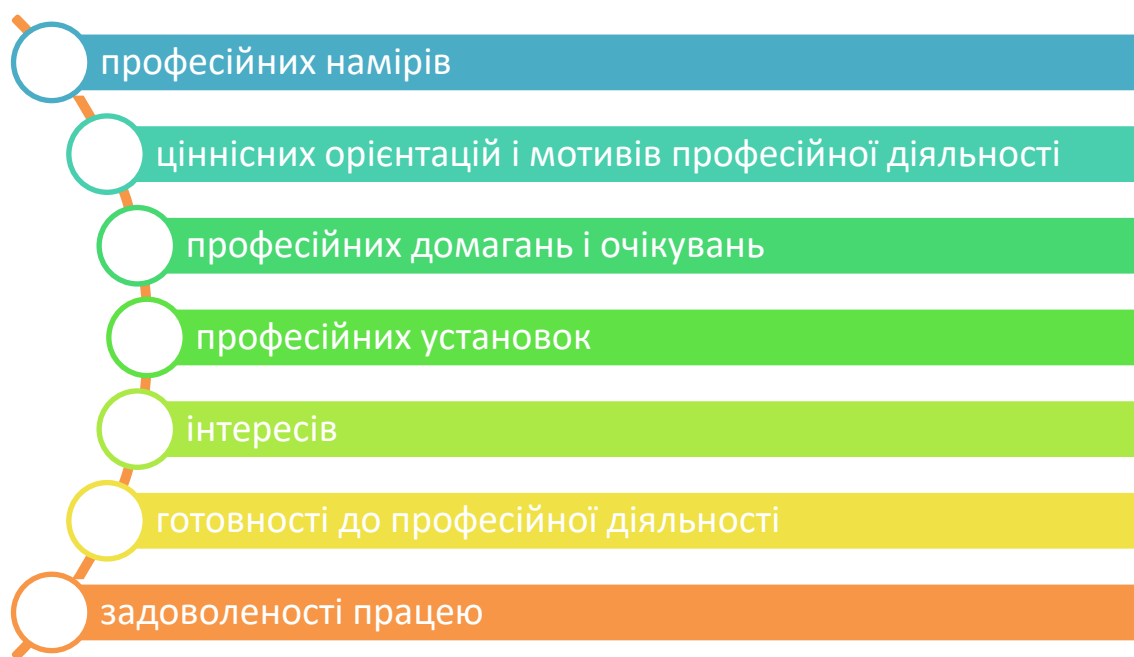 професійних намірів
ціннісних орієнтацій і мотивів професійної діяльності
професійних домагань і очікувань
професійних установок
інтересів
готовності до професійної діяльності
задоволеності працею